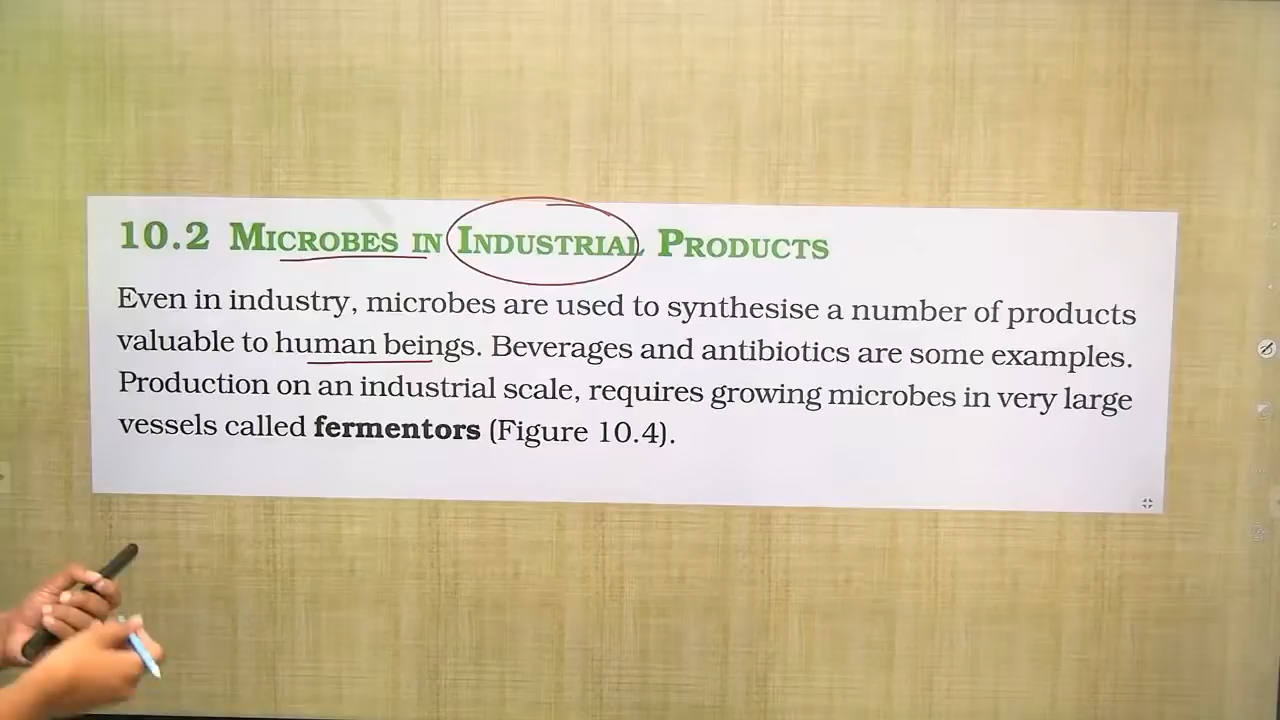 10.2 MICROBES IN INDUSTRIAL PRODUCTS
Even in industry, microbes are used to synthesise a number of products
valuable to human beings. Beverages and antibiotics are some examples.
Production on an industrial scale, requires growing microbes in very large
vessels called fermentors (Figure 10.4).